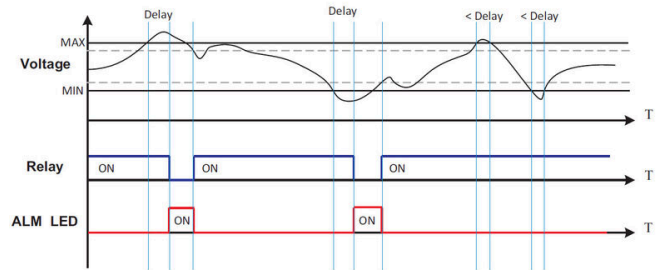 Delay Delay < Delay < Delay
MAX
Voltage
MIN
T
Relay ON ON ON
T
ALM LED ON ON
T